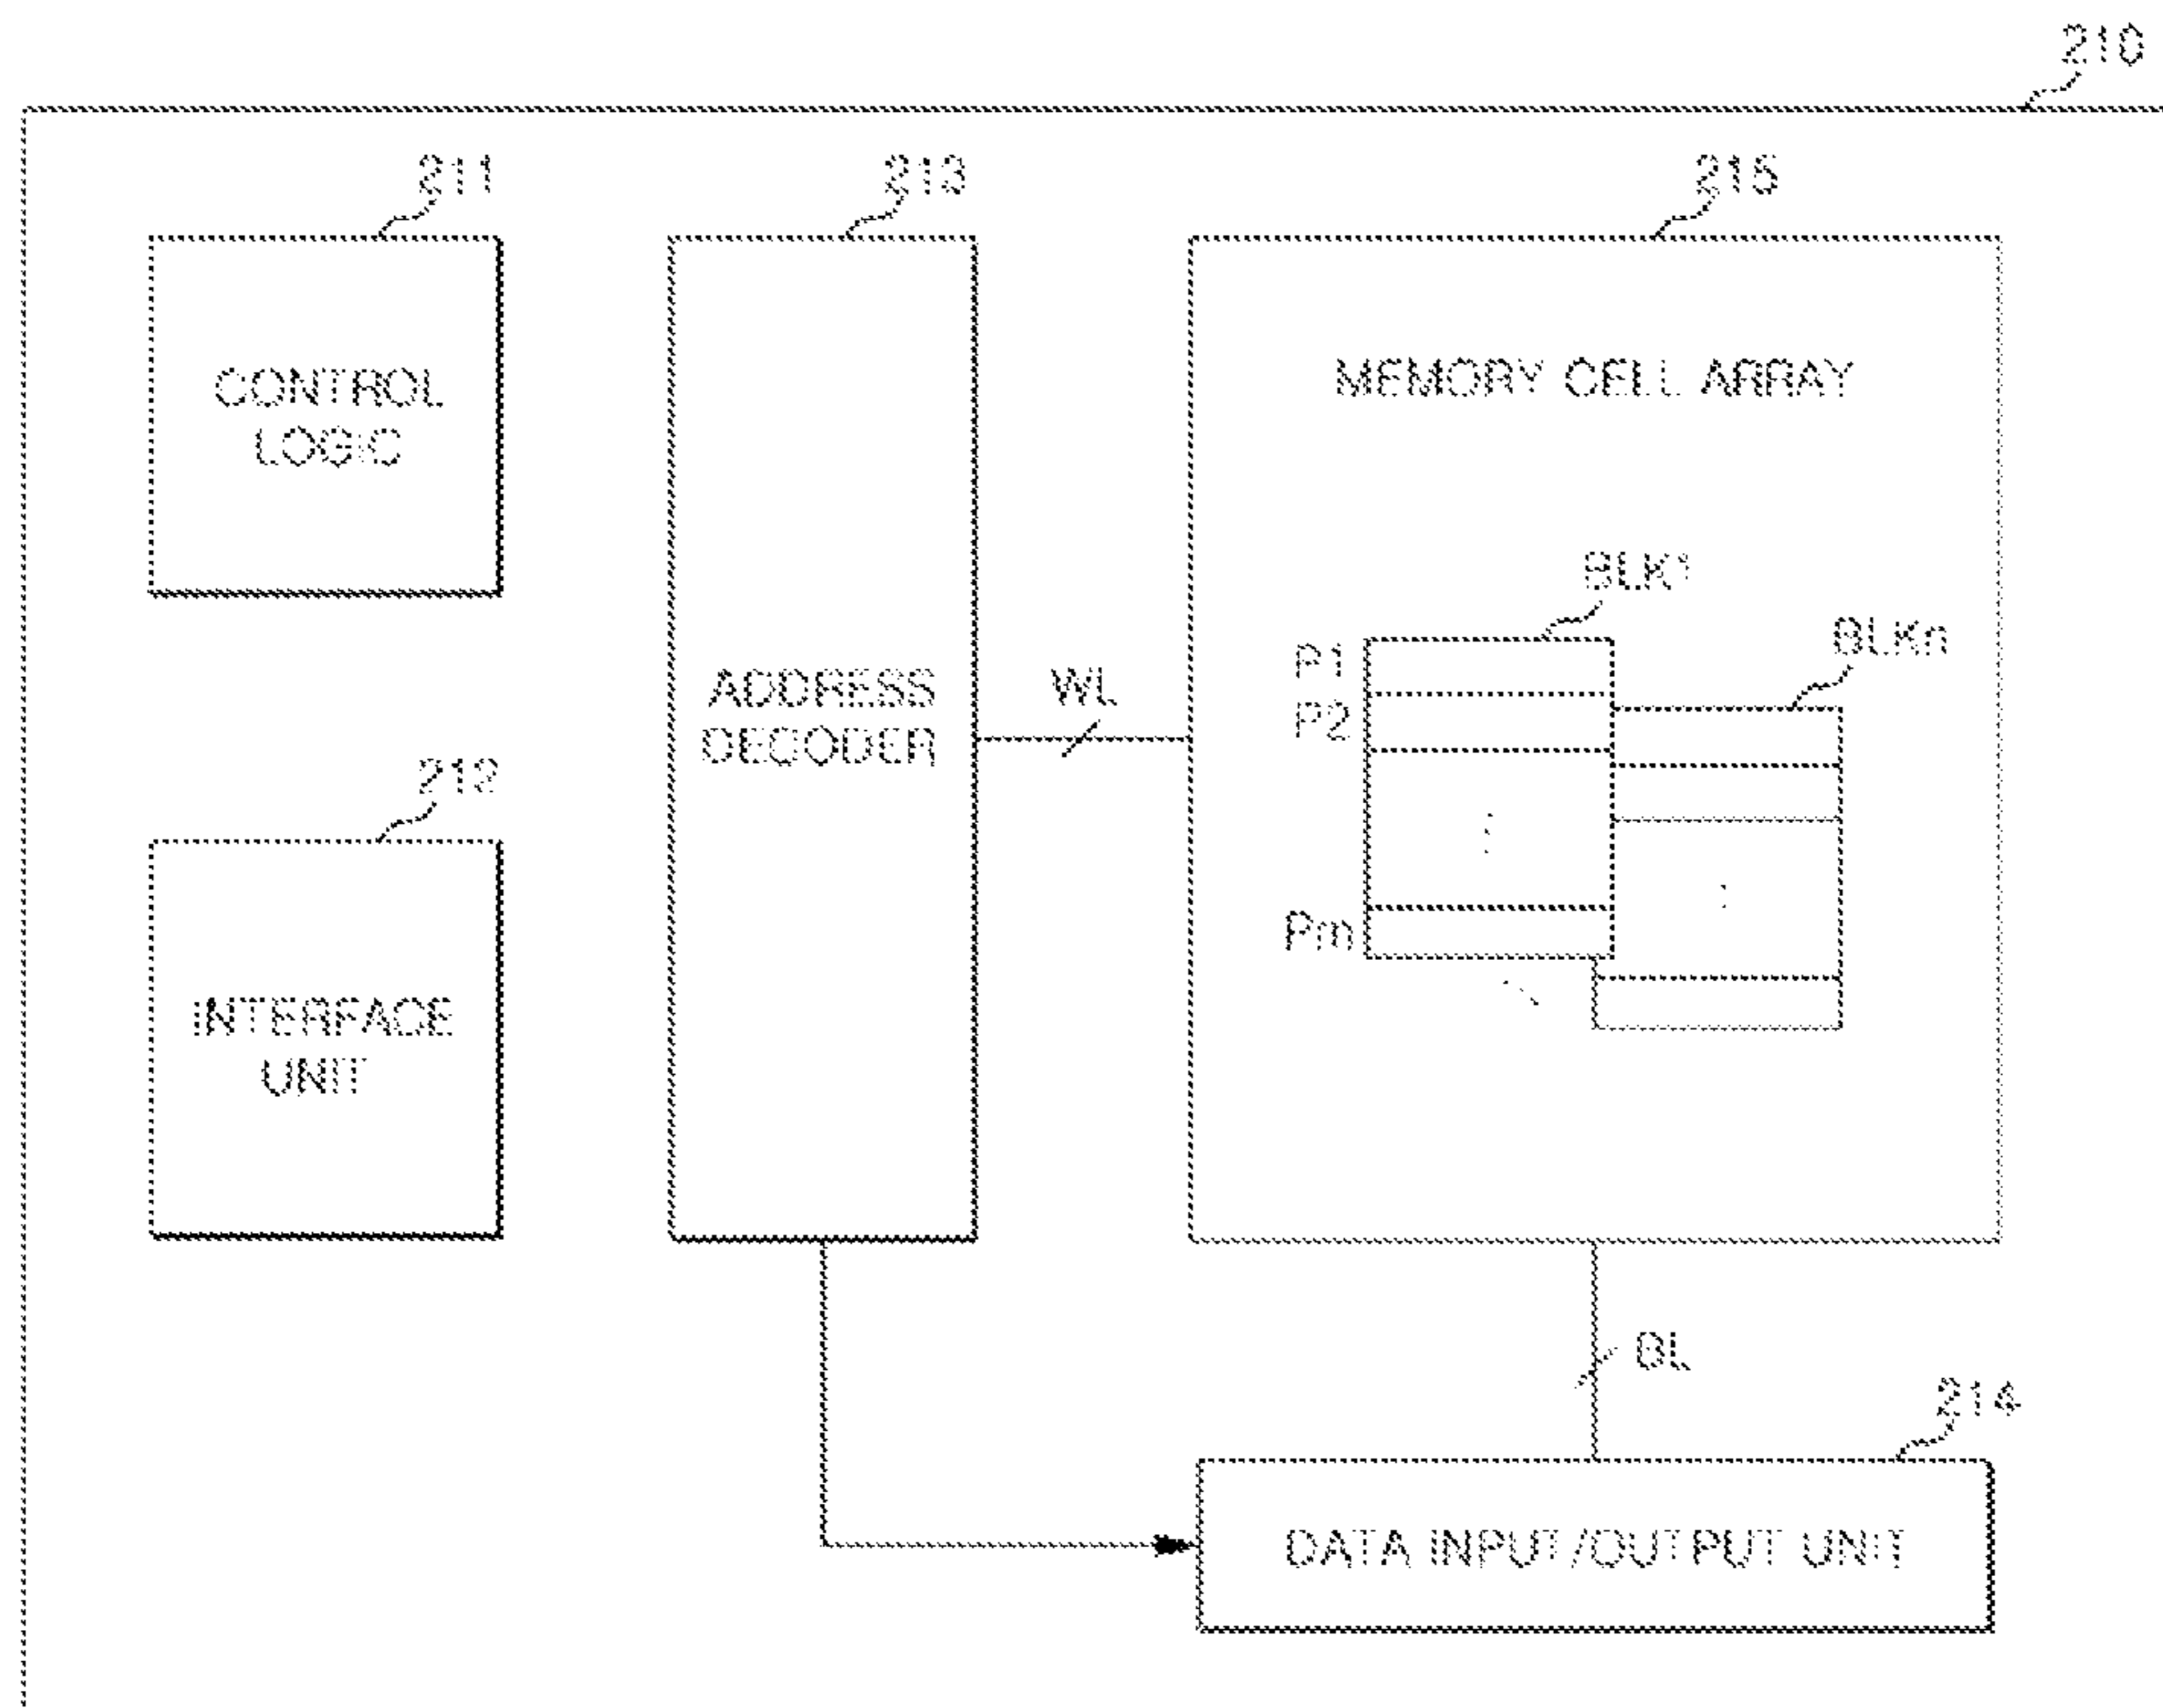 210
211
213
215
CONTROL
LOGIC
MEMORY CELL ARRAY
BLK1
BLKn
P1
P2
Pm
ADDRESS
DECODER
WL
212
INTERFACE
UNIT
BL
214
DATA INPUT/OUTPUT UNIT